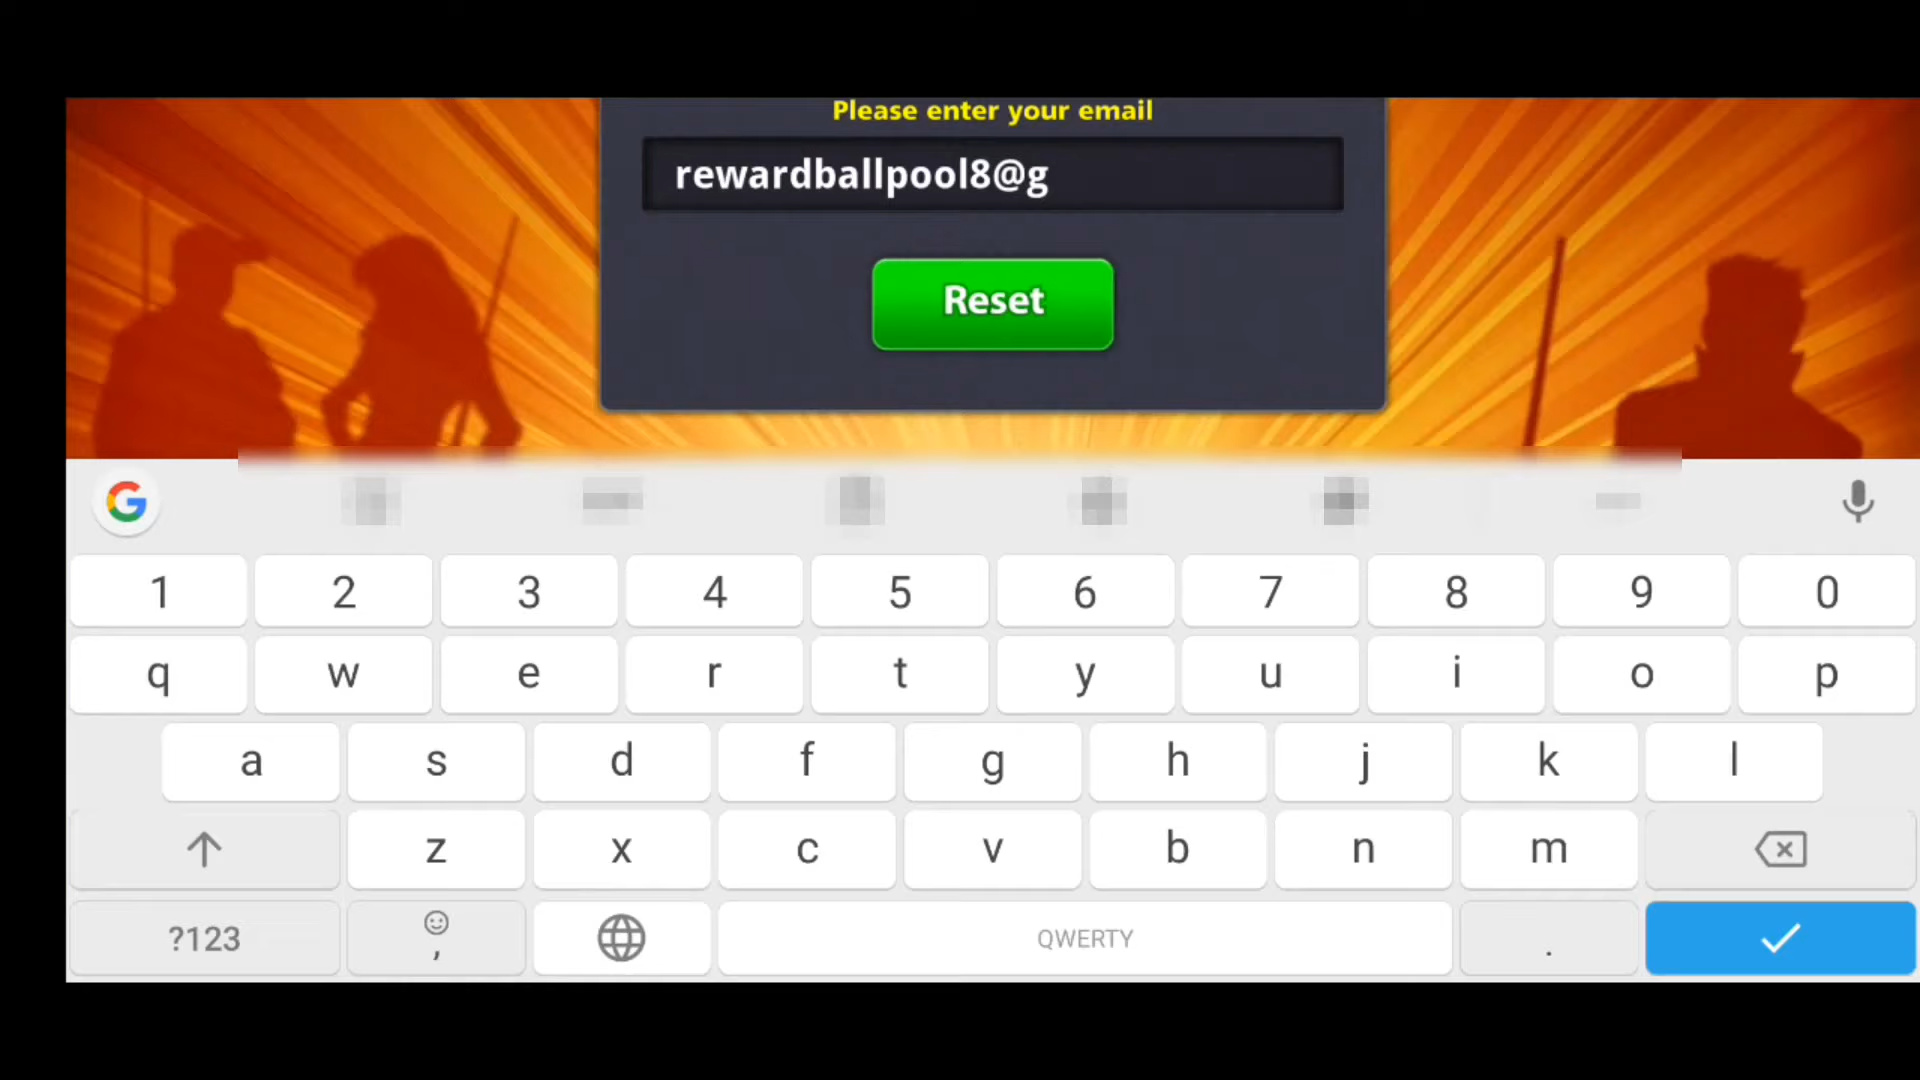 Please enter your email
rewardballpool8@g
Reset
G
1 2 3 4 5 6 7 8 9 0
q w e r t y u i o p
a s d f g h j k l
z x c v b n m
?123 , QWERTY .